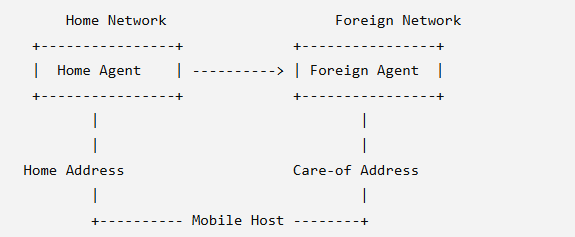 Home Network Foreign Network
+----------------+ +----------------+
| Home Agent | ----------> | Foreign Agent |
+----------------+ +----------------+
| |
| |
Home Address Care-of Address
| |
+---------- Mobile Host --------+